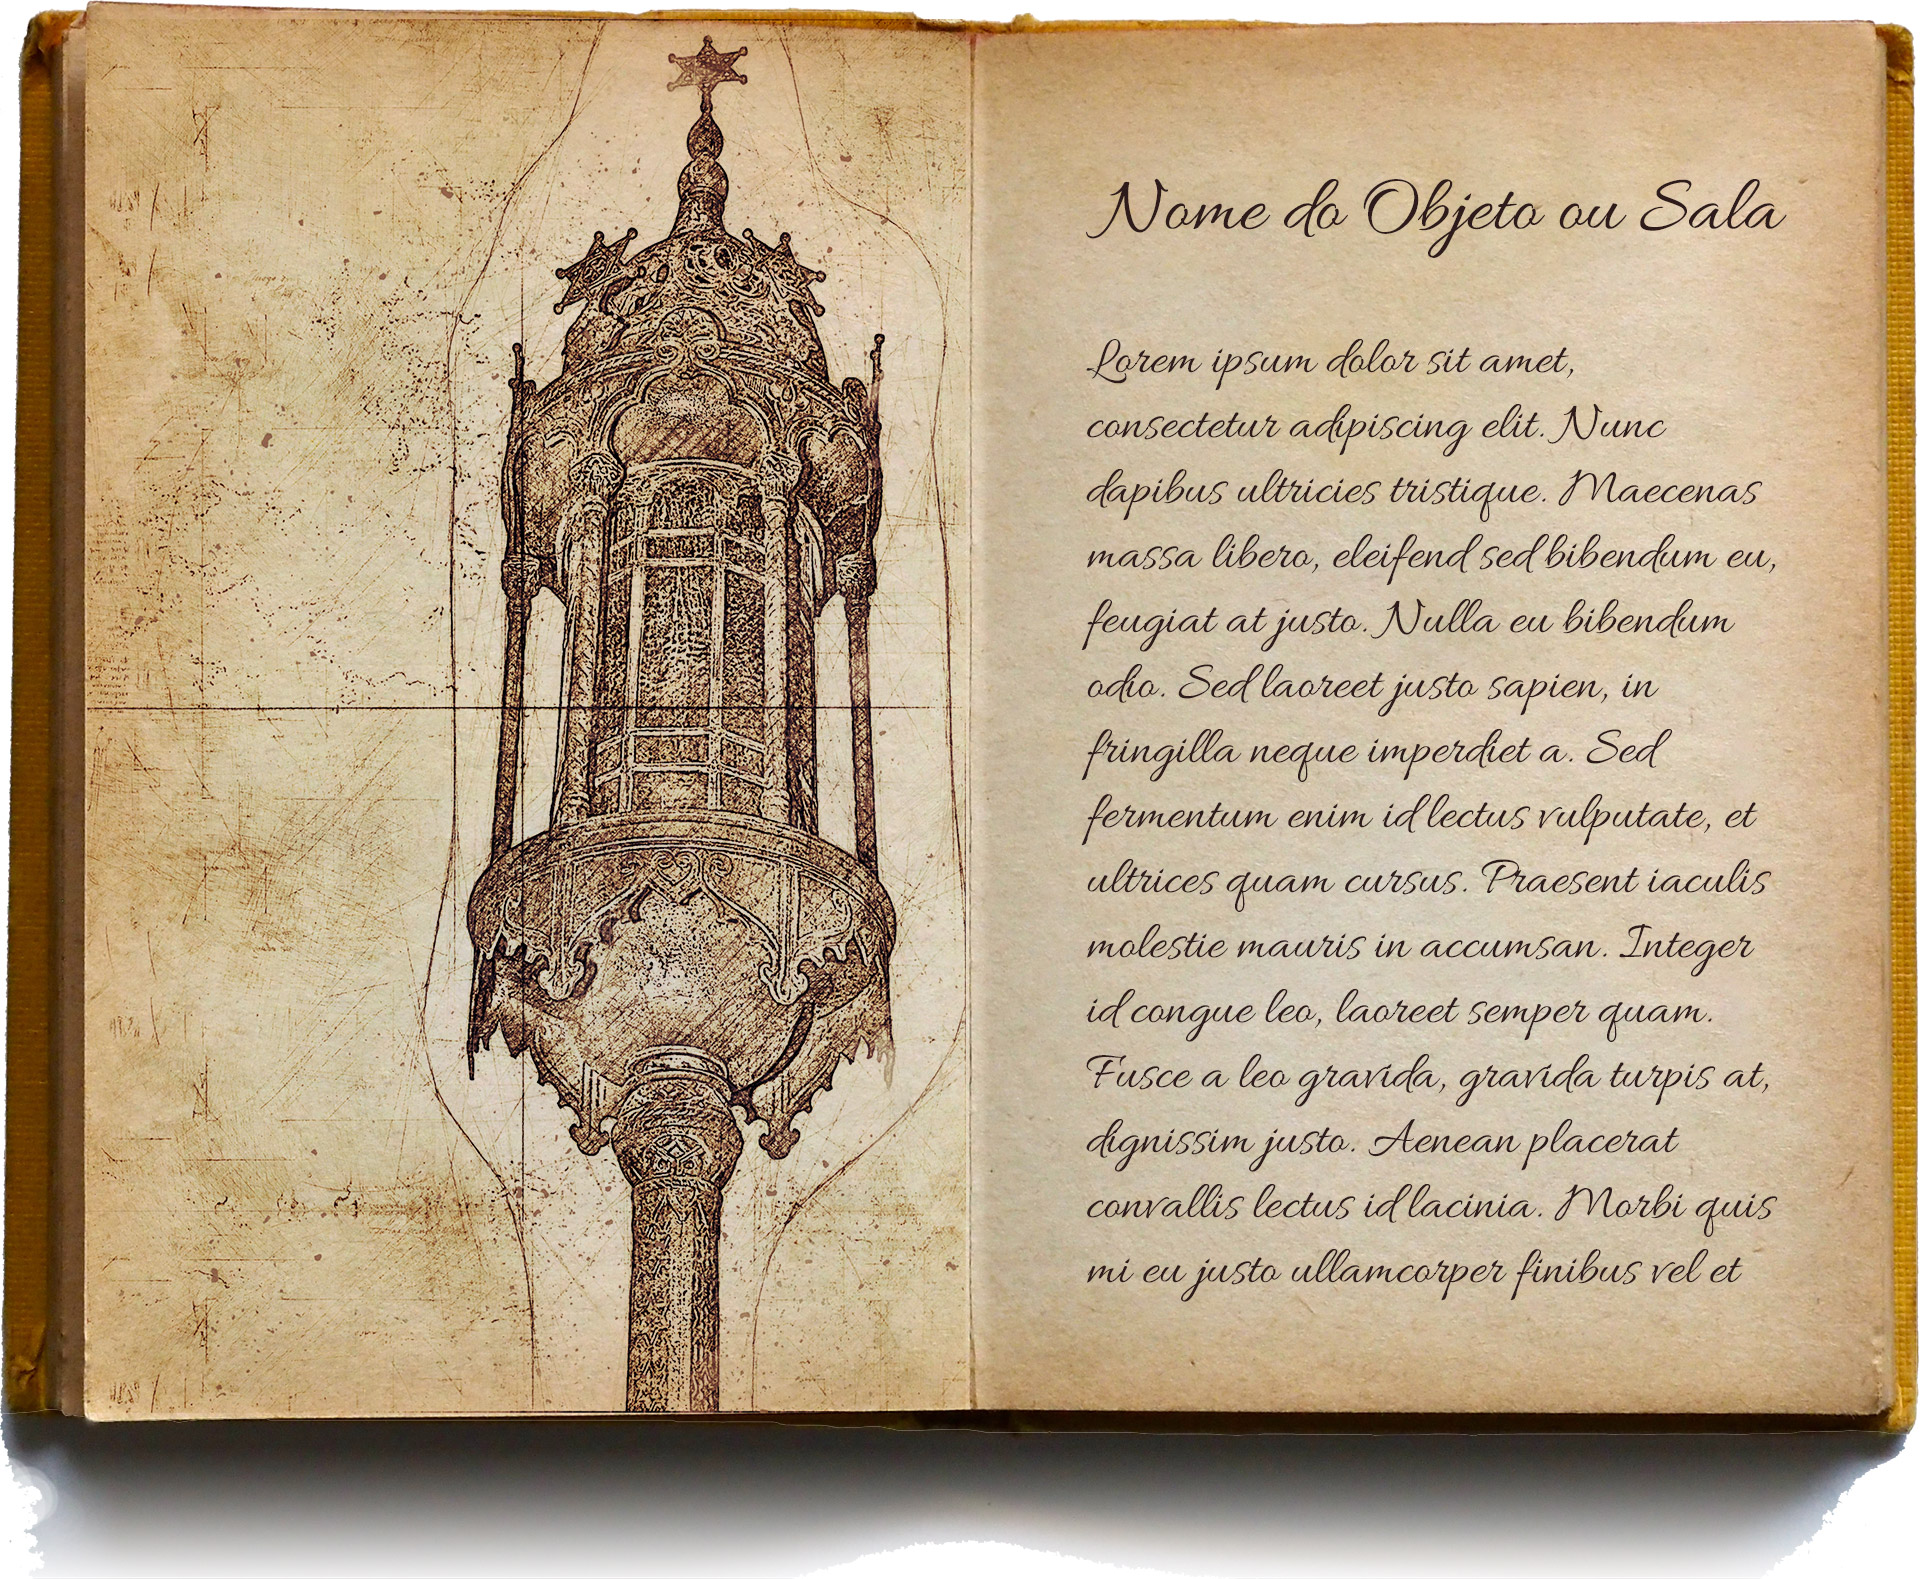 Nome do Objeto ou Sala
Lorem ipsum dolor sit amet,
consectetur adipiscing elit. Nunc
dapibus ultricies tristique. Maecenas
massa libero, eleifend sed bibendum eu,
feugiat at justo. Nulla eu bibendum
odio. Sed laoreet justo sapien, in
fringilla neque imperdiet a. Sed
fermentum enim id lectus vulputate, et
ultrices quam cursus. Praesent iaculis
molestie mauris in accumsan. Integer
id congue leo, laoreet semper quam.
Fusce a leo gravida, gravida turpis at,
dignissim justo. Aenean placerat
convallis lectus id lacinia. Morbi quis
mi eu justo ullamcorper finibus vel et